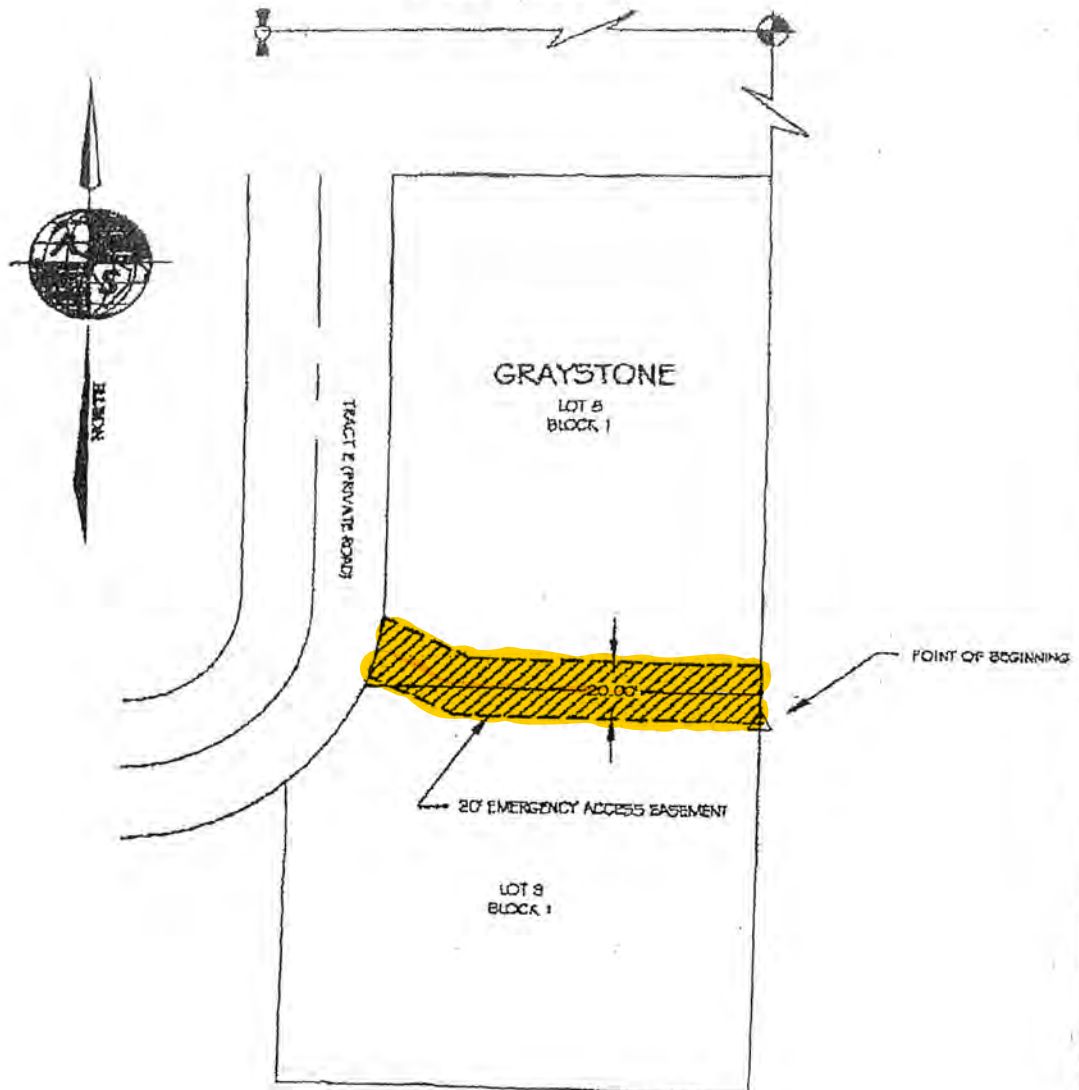 GRAYSTONE
LOT 8
BLOCK 1
NORTH
TRACT E (PRIVATE ROAD)
POINT OF BEGINNING
20.00'
20' EMERGENCY ACCESS EASEMENT
LOT 9
BLOCK 1